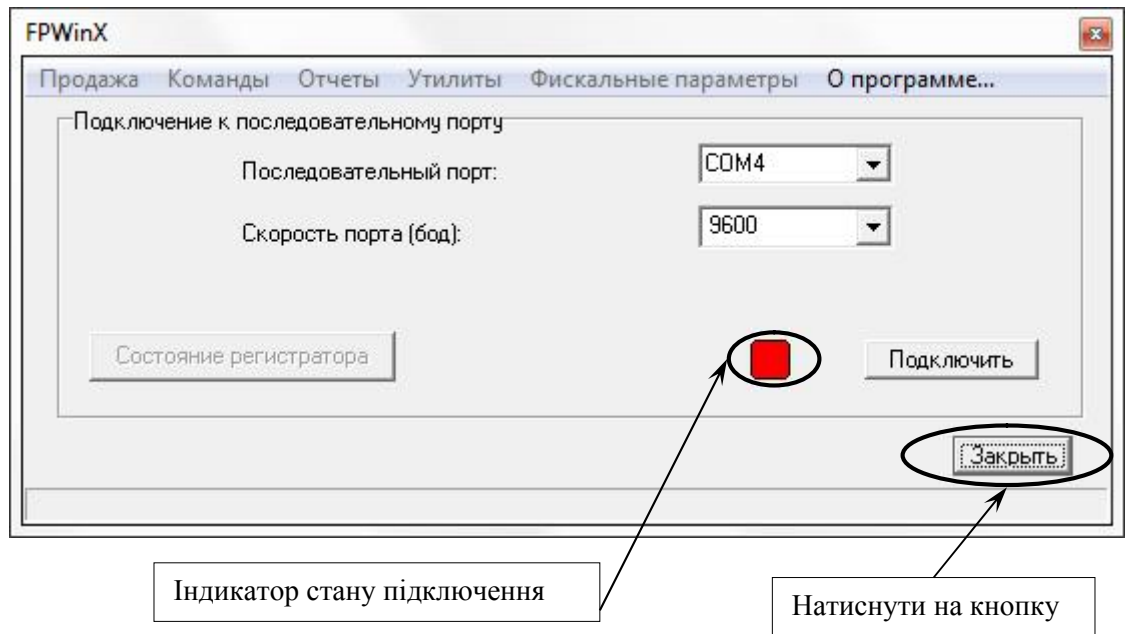 FPWinX
Продажа Команды Отчеты Утилиты Фискальные параметры О программе...
Подключение к последовательному порту
Последовательный порт: COM4
Скорость порта (бод): 9600
Состояние регистратора Подключить
Закрыть
Індикатор стану підключення
Натиснути на кнопку